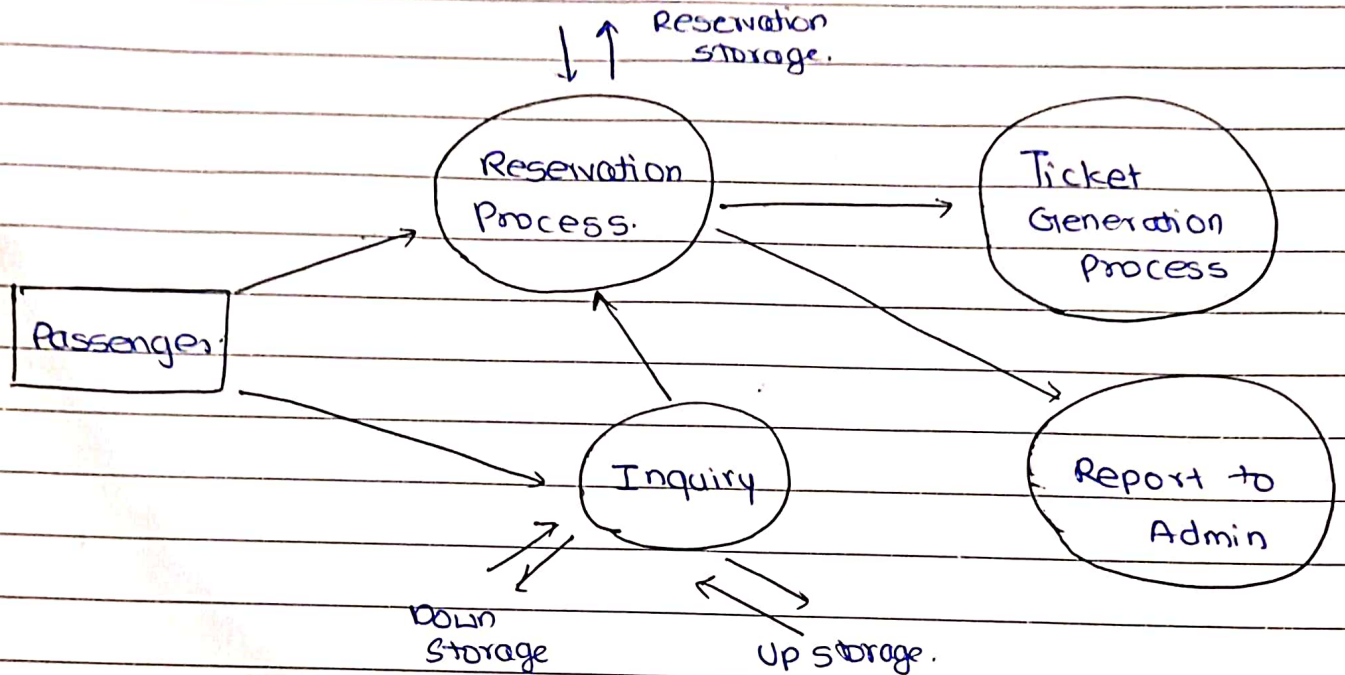 Reservation
storage.
Reservation
Process.
Ticket
Generation
Process
Passenger
Inquiry
Report to
Admin
Down
Storage
Up storage.